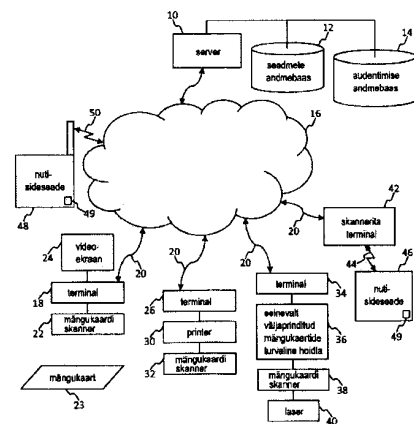 10
12
14
server
seedmete
andmebaas
audentimise
andmebaas
50
16
nuti-
sideseade
49
48
42
skannerita
terminal
20
44
46
nuti-
sideseade
49
video-
ekraan
24
20
20
20
terminal
18
mängukaardi
skanner
22
mängukaart
23
terminal
26
printer
30
mängukaardi
skanner
32
terminal
34
eelnevalt
väljaprinditud
mängukaartide
turvaline hoidla
36
mängukaardi
skanner
38
laser
40